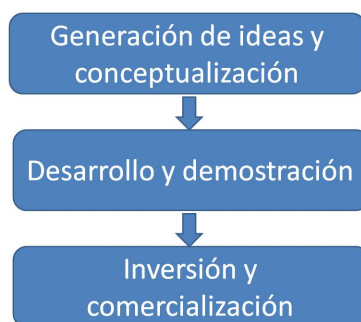 Generación de ideas y
conceptualización
Desarrollo y demostración
Inversión y
comercialización